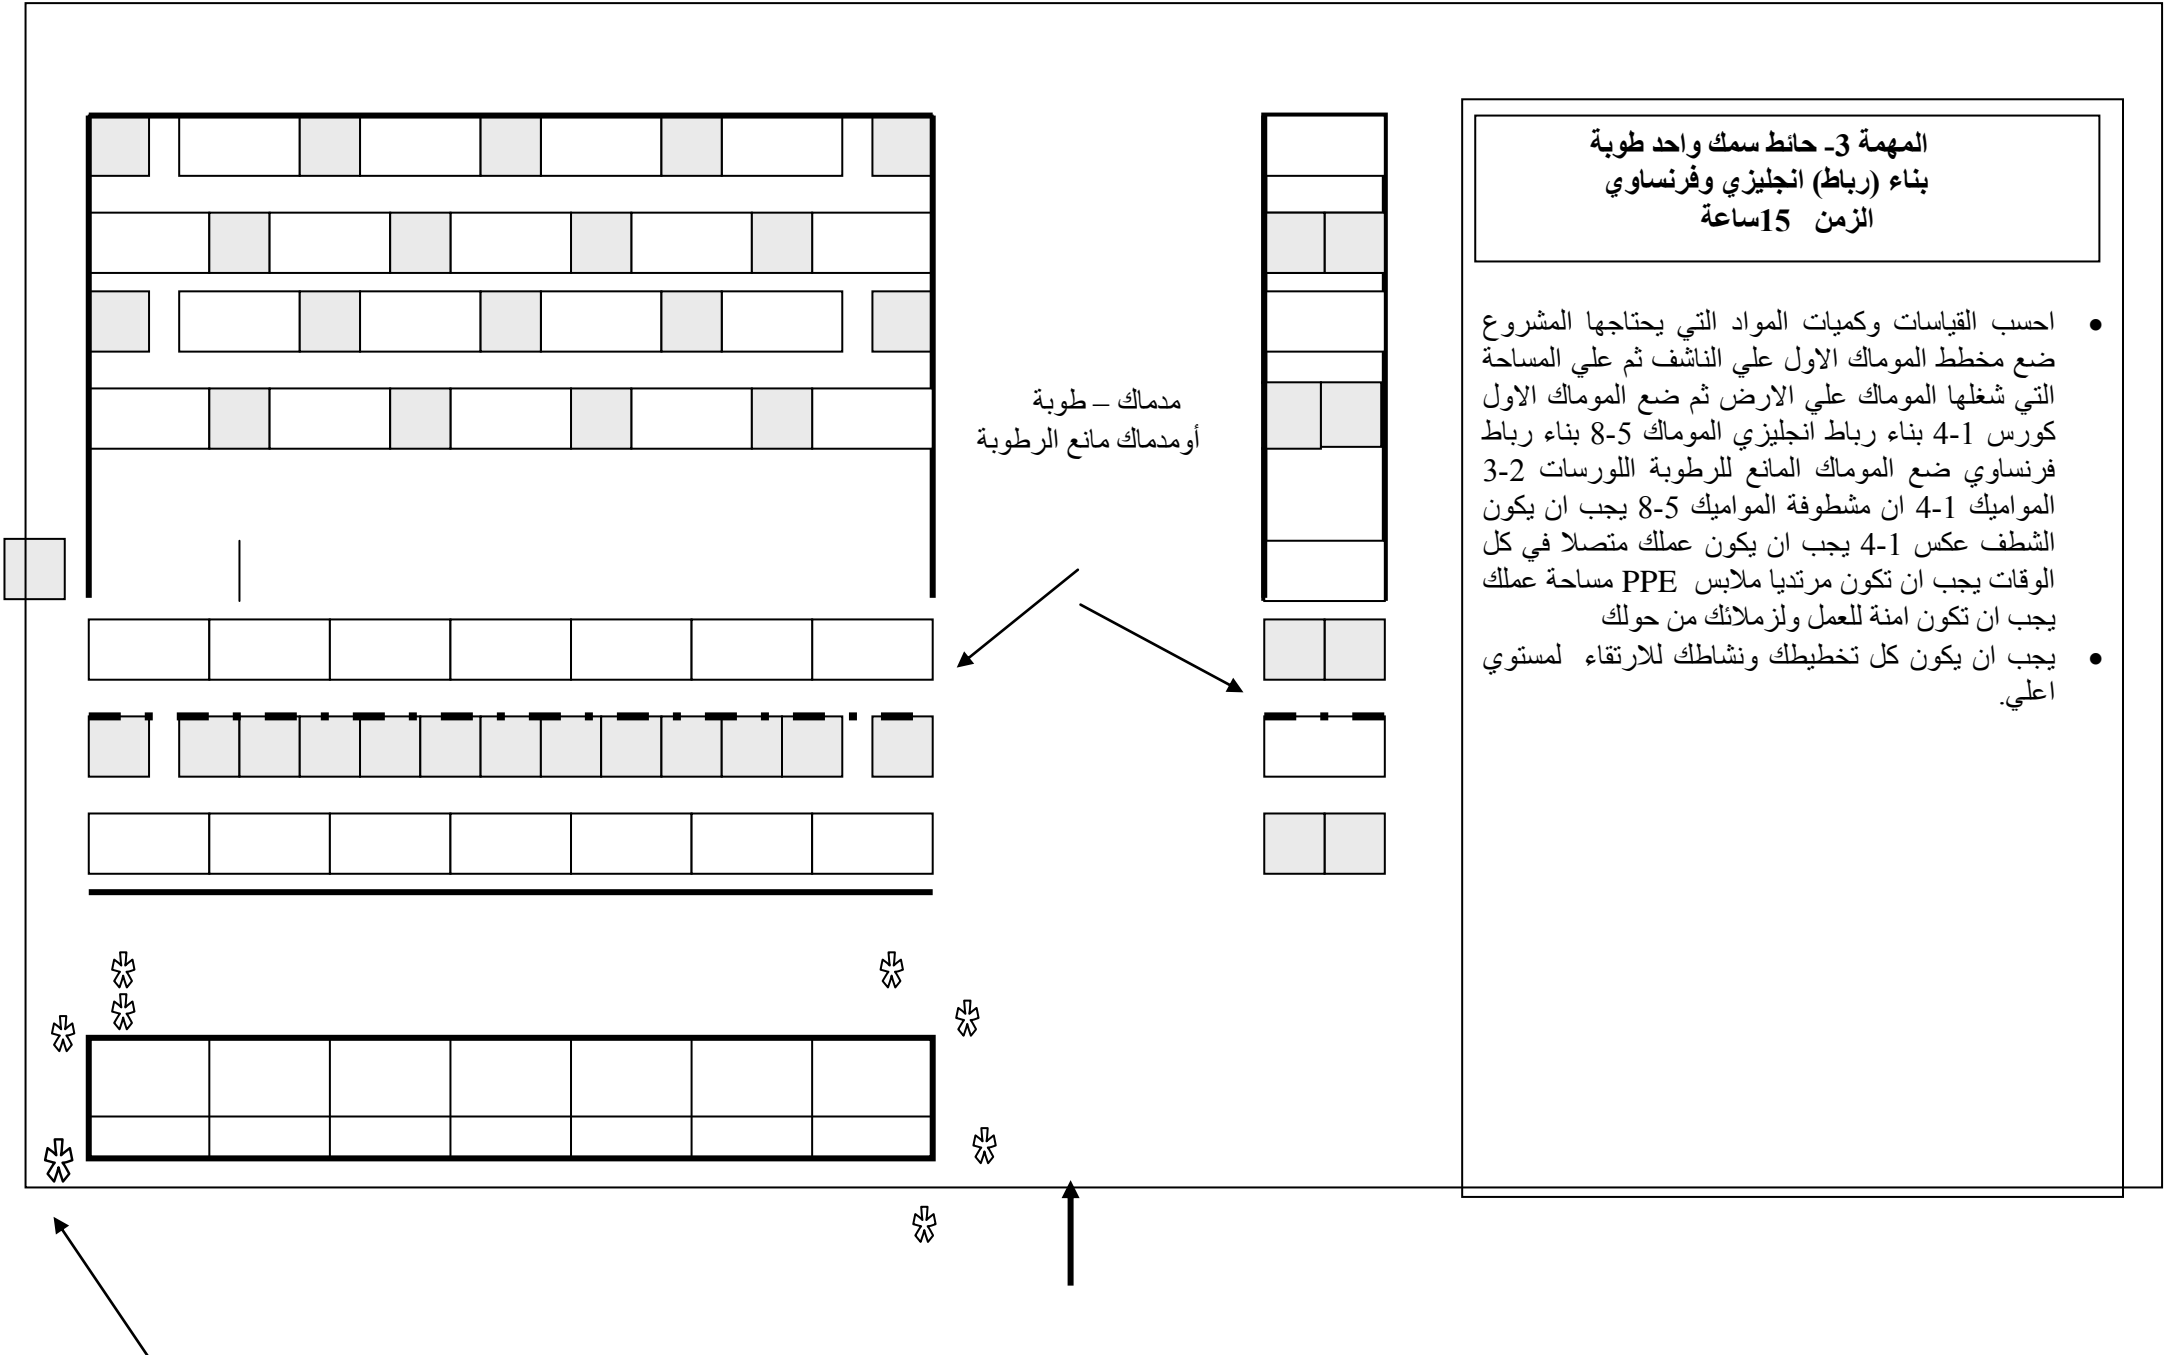 المهمة 3- حائط سمك واحد طوبة
بناء (رباط) انجليزي وفرنساوي
الزمن 15ساعة
• احسب القياسات وكميات المواد التي يحتاجها المشروع
ضع مخطط الموماك الاول علي الناشف ثم علي المساحة
التي شغلها الموماك علي الارض ثم ضع الموماك الاول
كورس 1-4 بناء رباط انجليزي الموماك 5-8 بناء رباط
فرنساوي ضع الموماك المانع للرطوبة اللورسات 2-3
المواميك 1-4 ان مشطوفة المواميك 5-8 يجب ان يكون
الشطف عكس 1-4 يجب ان يكون عملك متصلا في كل
الوقات يجب ان تكون مرتديا ملابس PPE مساحة عملك
يجب ان تكون امنة للعمل ولزملائك من حولك
• يجب ان يكون كل تخطيطك ونشاطك للارتقاء لمستوي
اعلي.
مدماك – طوبة
أومدماك مانع الرطوبة